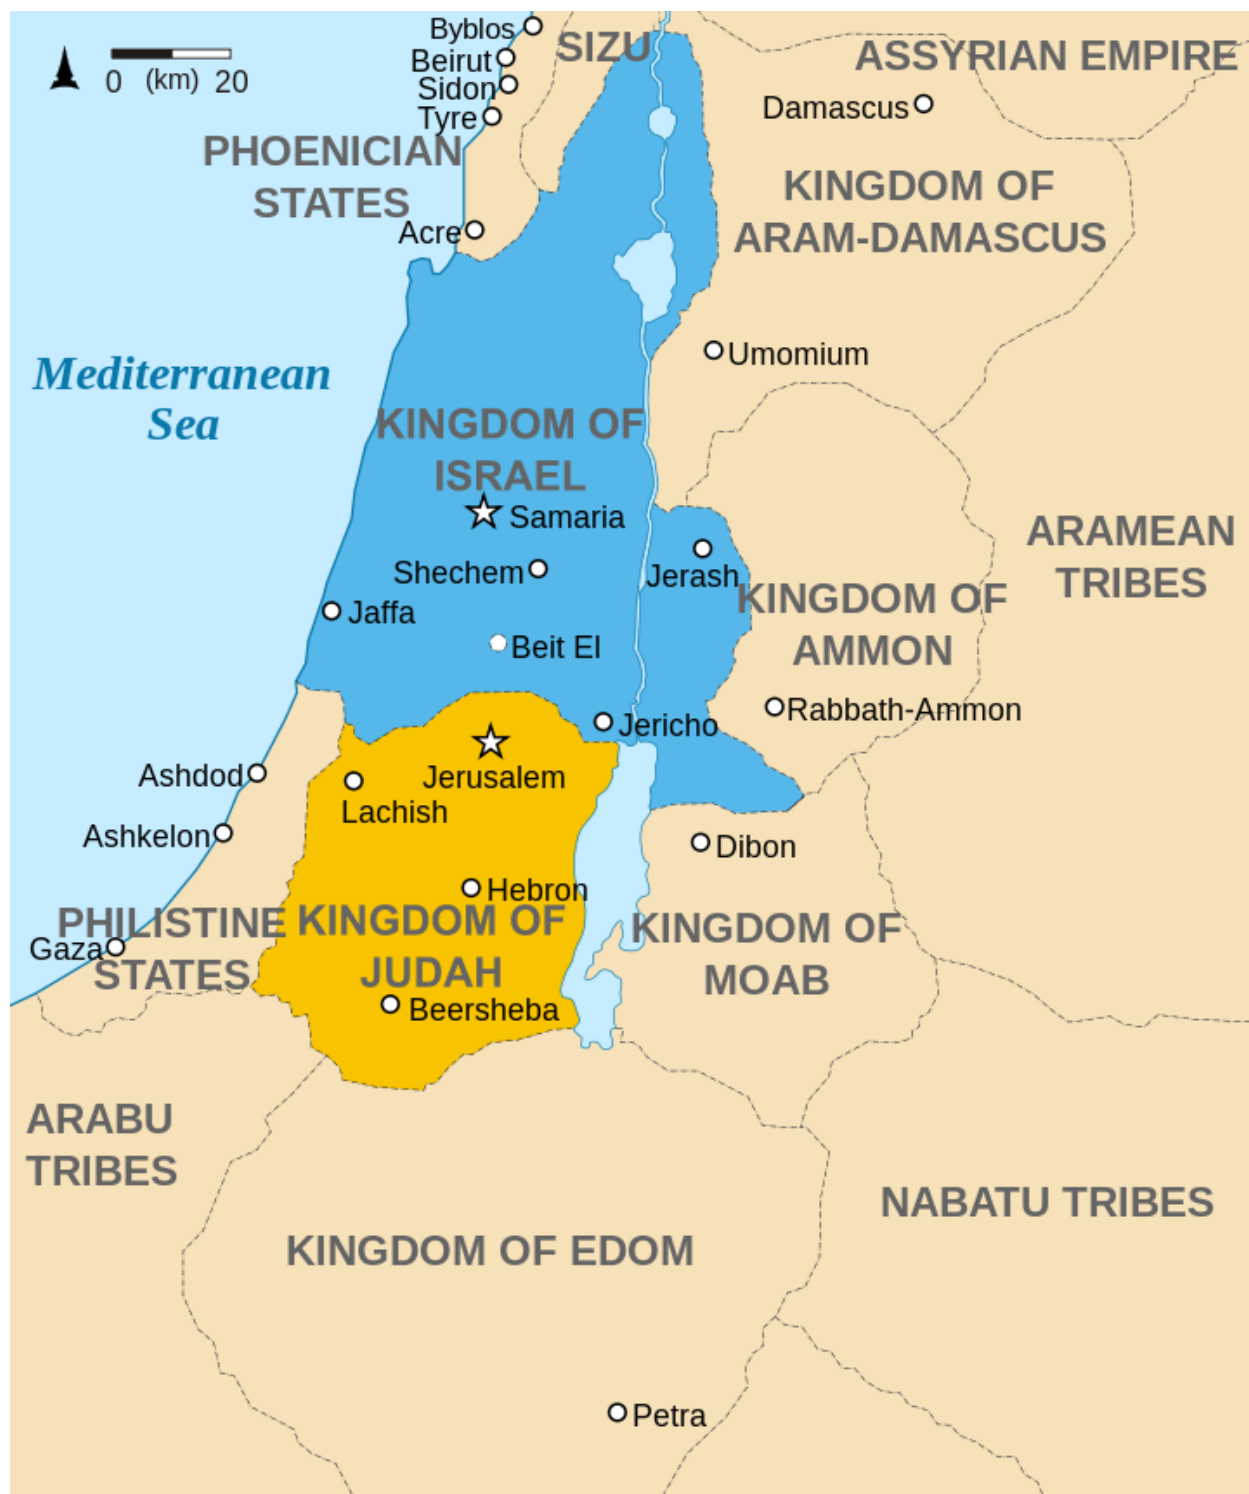 Byblos
Beirut
Sidon
Tyre
0 (km) 20
SIZU
ASSYRIAN EMPIRE
Damascus
PHOENICIAN
STATES
KINGDOM OF
ARAM-DAMASCUS
Acre
Umomium
Mediterranean
Sea
KINGDOM OF
ISRAEL
Samaria
Shechem
Jaffa
Beit El
Jerash
ARAMEAN
TRIBES
KINGDOM OF
AMMON
Rabbath-Ammon
Jericho
Jerusalem
Ashdod
Lachish
Ashkelon
Dibon
Hebron
PHILISTINE
STATES
Gaza
KINGDOM OF
JUDAH
Beersheba
KINGDOM OF
MOAB
ARABU
TRIBES
NABATU TRIBES
KINGDOM OF EDOM
Petra